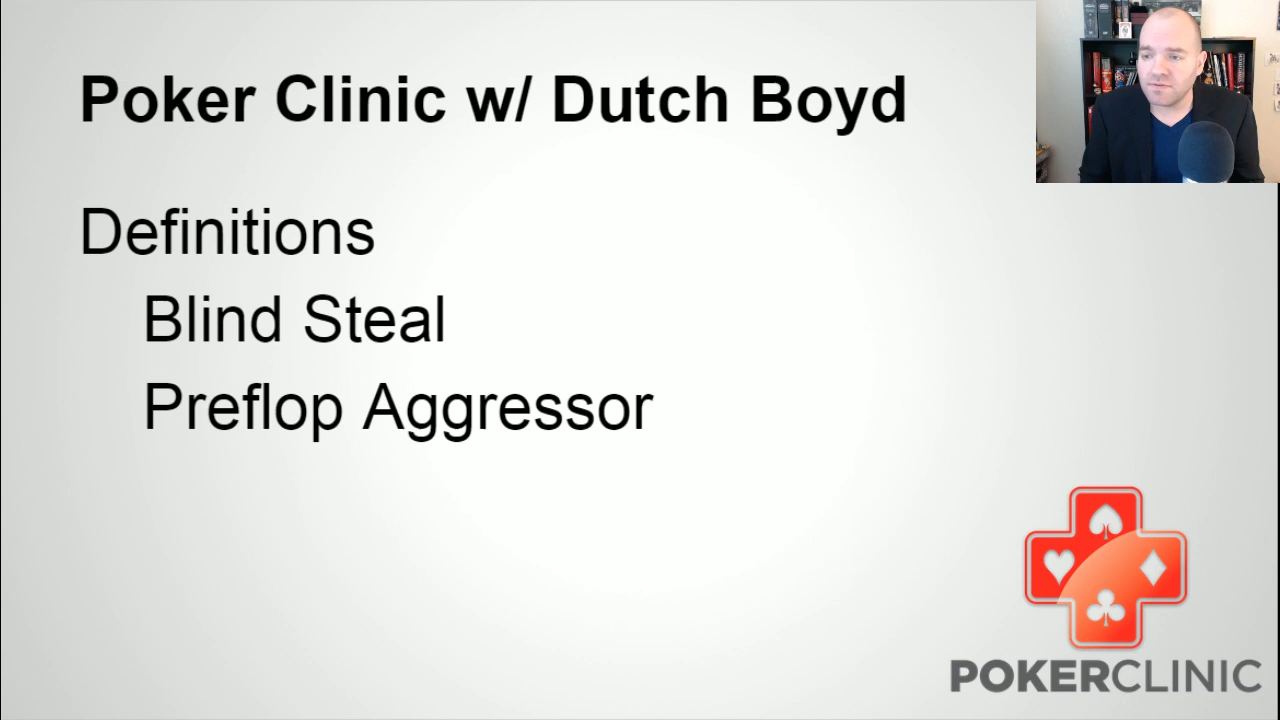 Poker Clinic w/ Dutch Boyd
Definitions
Blind Steal
Preflop Aggressor
POKERCLINIC